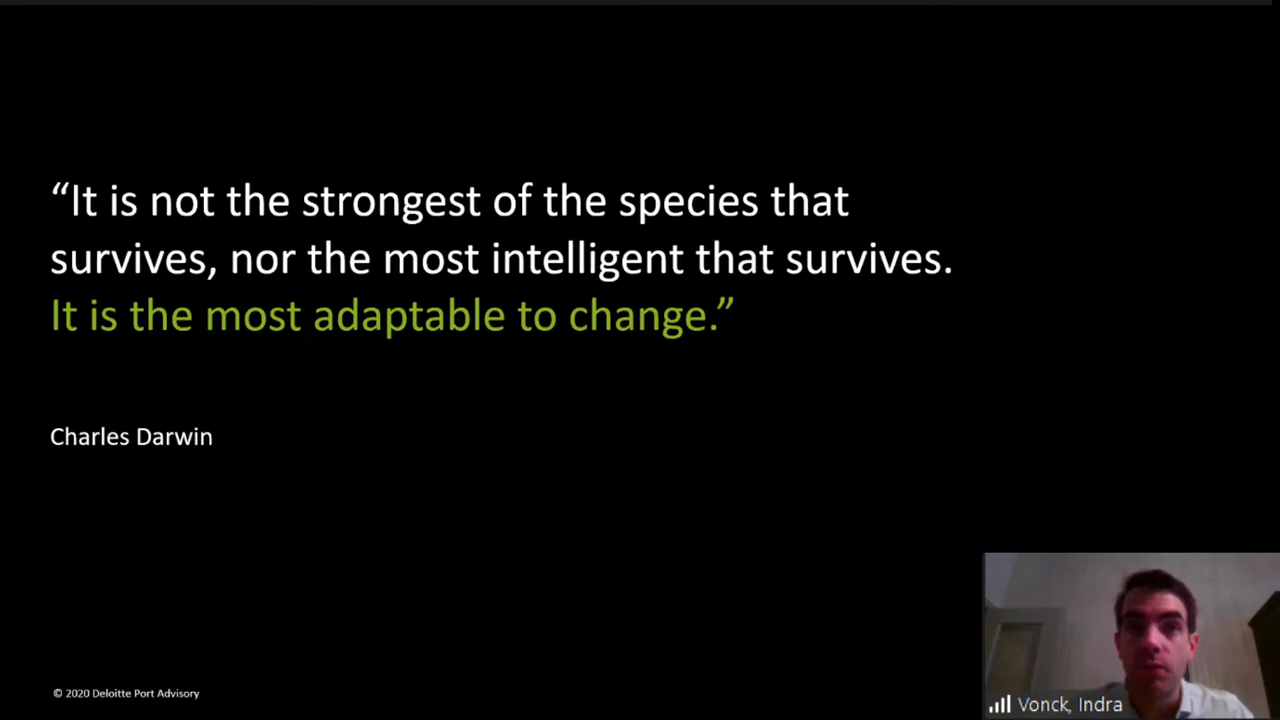 “It is not the strongest of the species that
survives, nor the most intelligent that survives.
It is the most adaptable to change.”
Charles Darwin
© 2020 Deloitte Port Advisory
Vonck, Indra